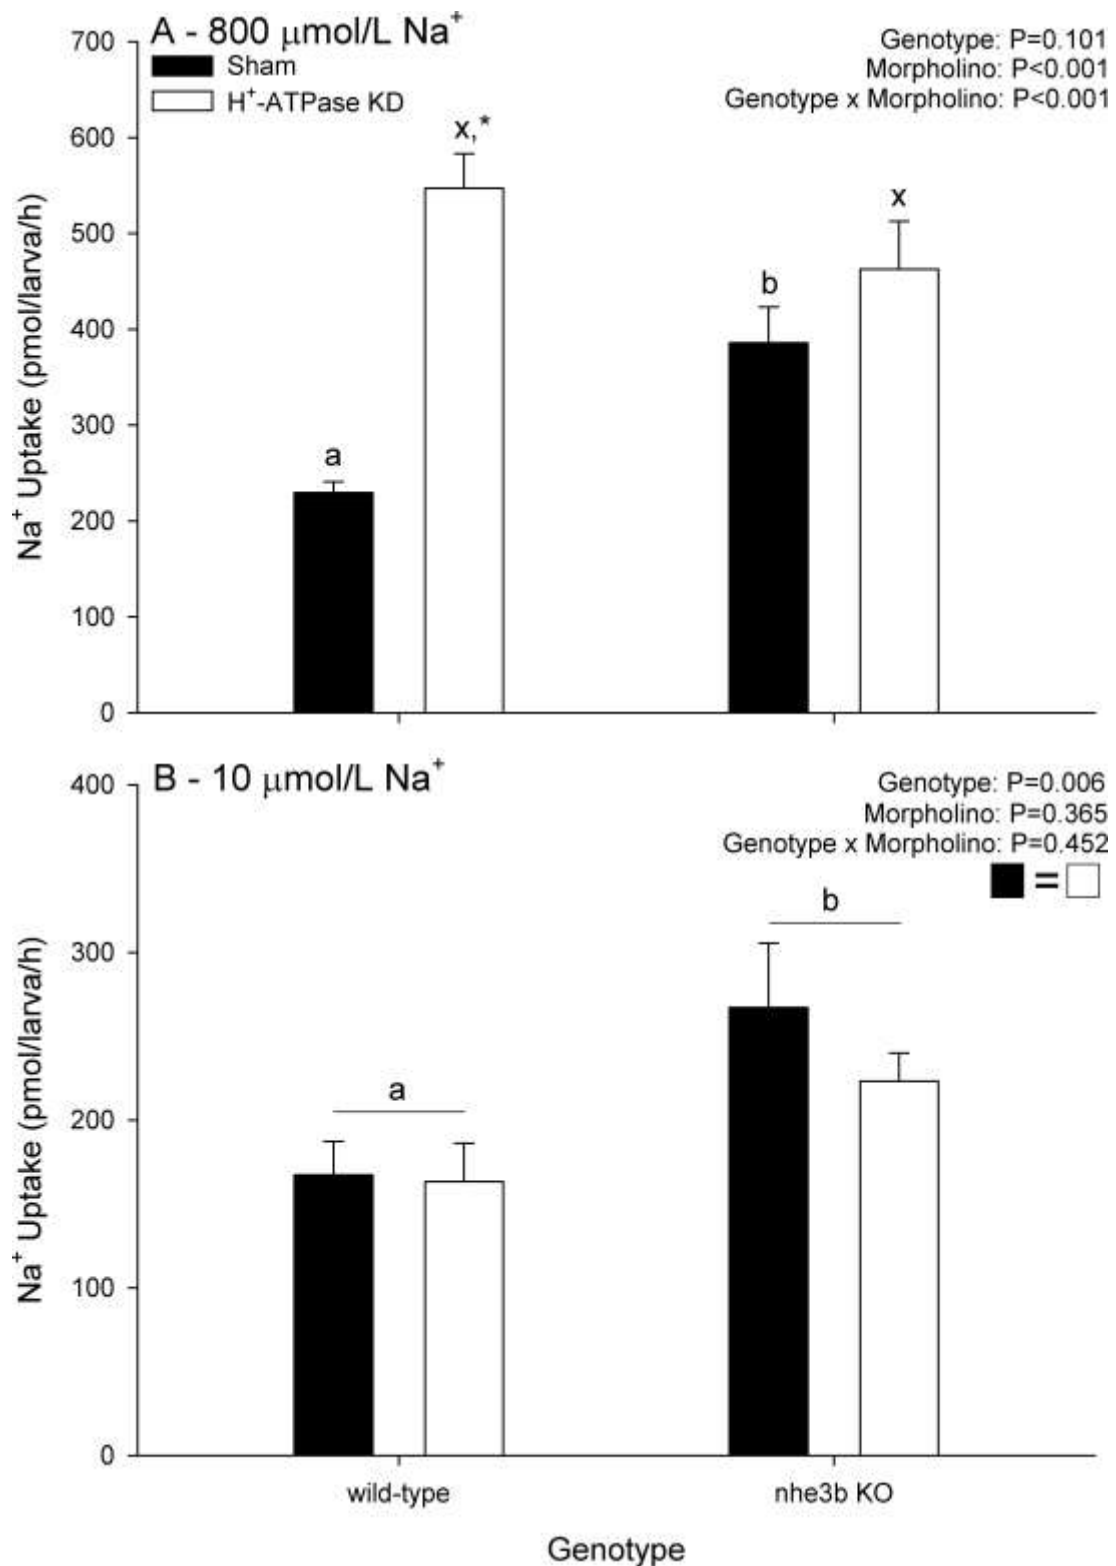 A - 800 μmol/L Na⁺
Sham
H⁺-ATPase KD
Genotype: P=0.101
Morpholino: P<0.001
Genotype x Morpholino: P<0.001
Na⁺ Uptake (pmol/larva/h)
700
600
500
400
300
200
100
0
a
x,*
b
x
B - 10 μmol/L Na⁺
Genotype: P=0.006
Morpholino: P=0.365
Genotype x Morpholino: P=0.452
=
Na⁺ Uptake (pmol/larva/h)
400
300
200
100
0
a
b
wild-type
nhe3b KO
Genotype